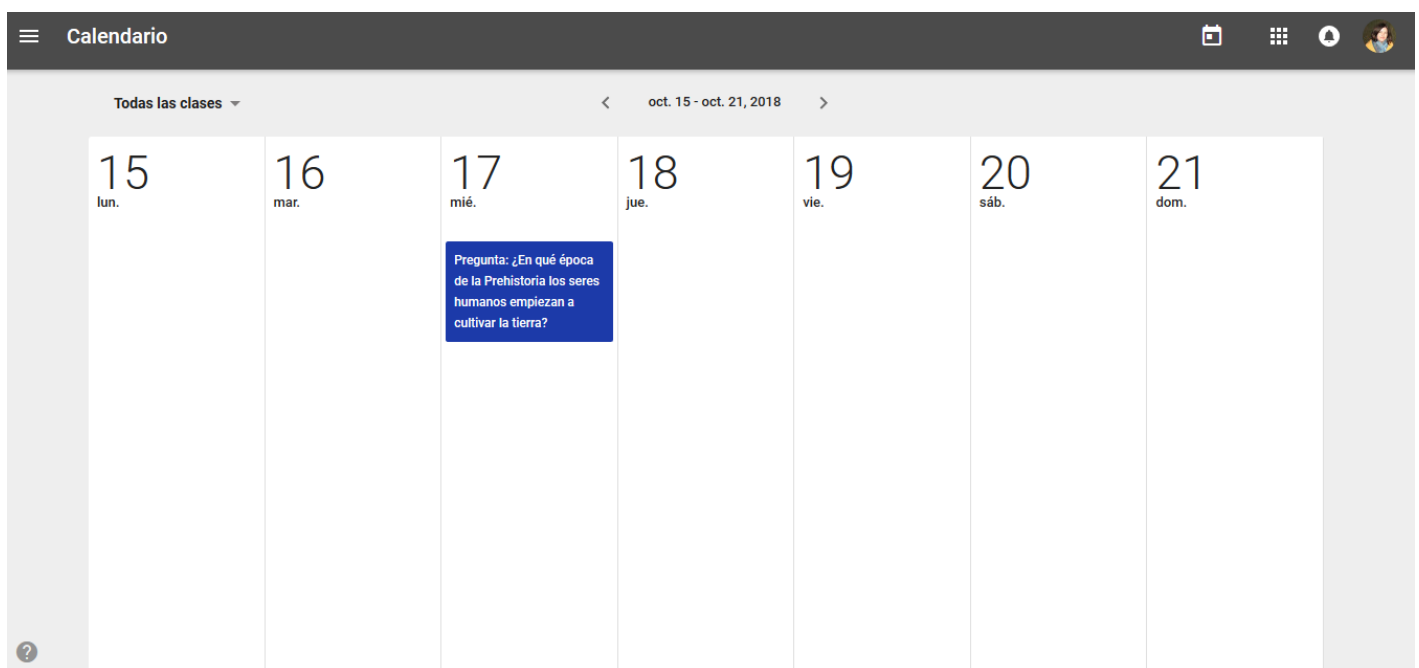 Calendario
Todas las clases
oct. 15 - oct. 21, 2018
15
lun.
16
mar.
17
mié.
18
jue.
19
vie.
20
sáb.
21
dom.
Pregunta: ¿En qué época
de la Prehistoria los seres
humanos empiezan a
cultivar la tierra?